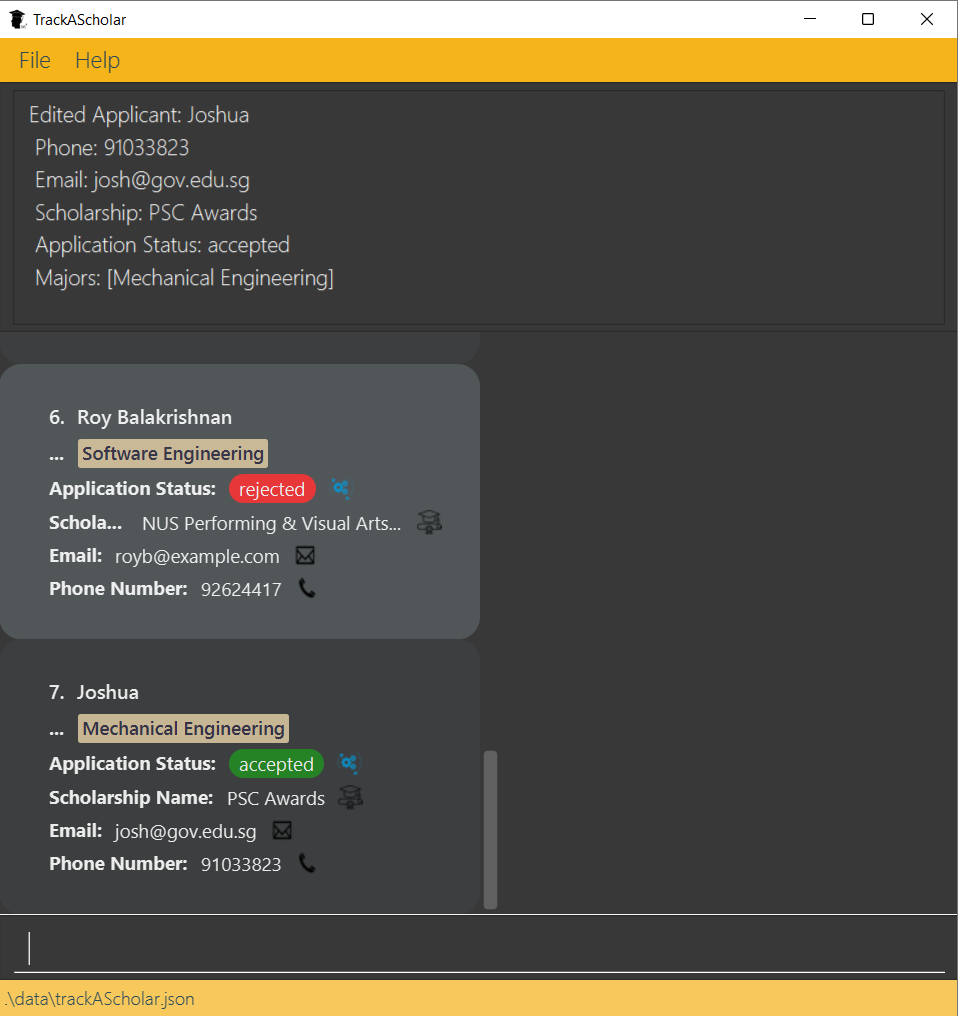 TrackAScholar
File Help
Edited Applicant: Joshua
Phone: 91033823
Email: josh@gov.edu.sg
Scholarship: PSC Awards
Application Status: accepted
Majors: [Mechanical Engineering]
6. Roy Balakrishnan
... Software Engineering
Application Status: rejected
Schola... NUS Performing & Visual Arts...
Email: royb@example.com
Phone Number: 92624417
7. Joshua
... Mechanical Engineering
Application Status: accepted
Scholarship Name: PSC Awards
Email: josh@gov.edu.sg
Phone Number: 91033823
.\data\trackAScholar.json